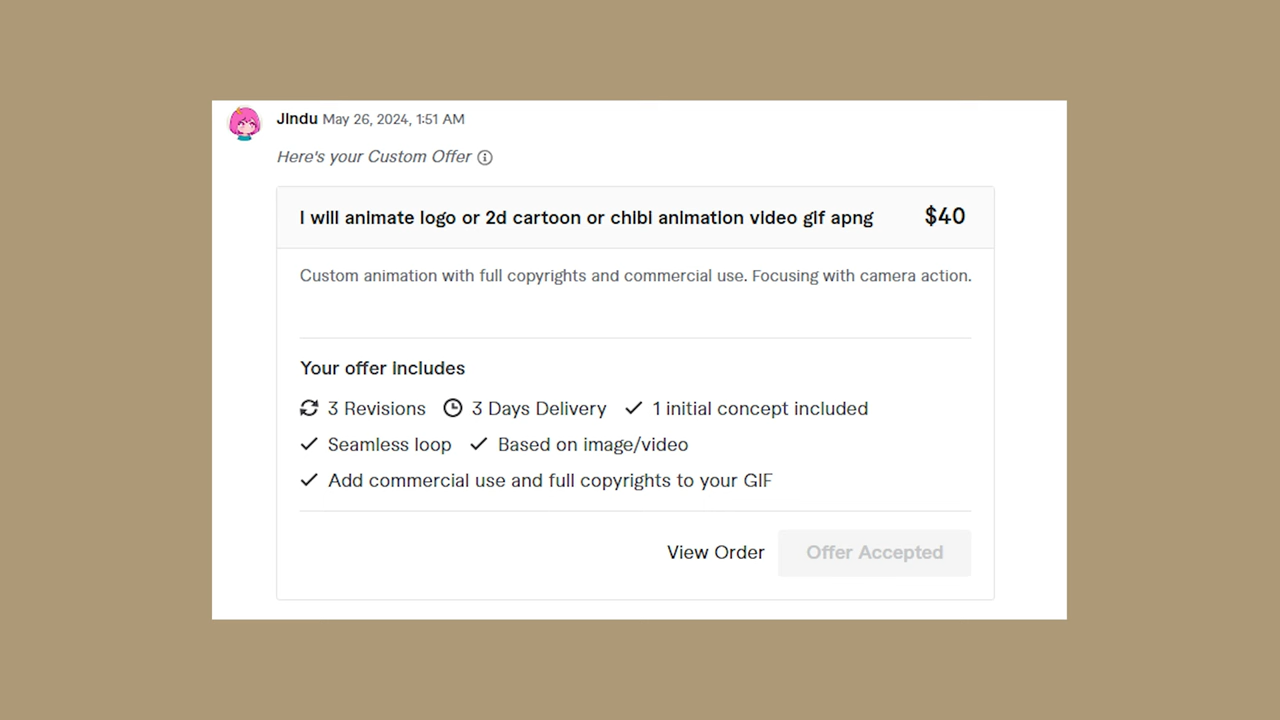 Jindu May 26, 2024, 1:51 AM
Here's your Custom Offer
I will animate logo or 2d cartoon or chibi animation video gif apng $40
Custom animation with full copyrights and commercial use. Focusing with camera action.
Your offer includes
3 Revisions 3 Days Delivery 1 initial concept included
Seamless loop Based on image/video
Add commercial use and full copyrights to your GIF
View Order Offer Accepted